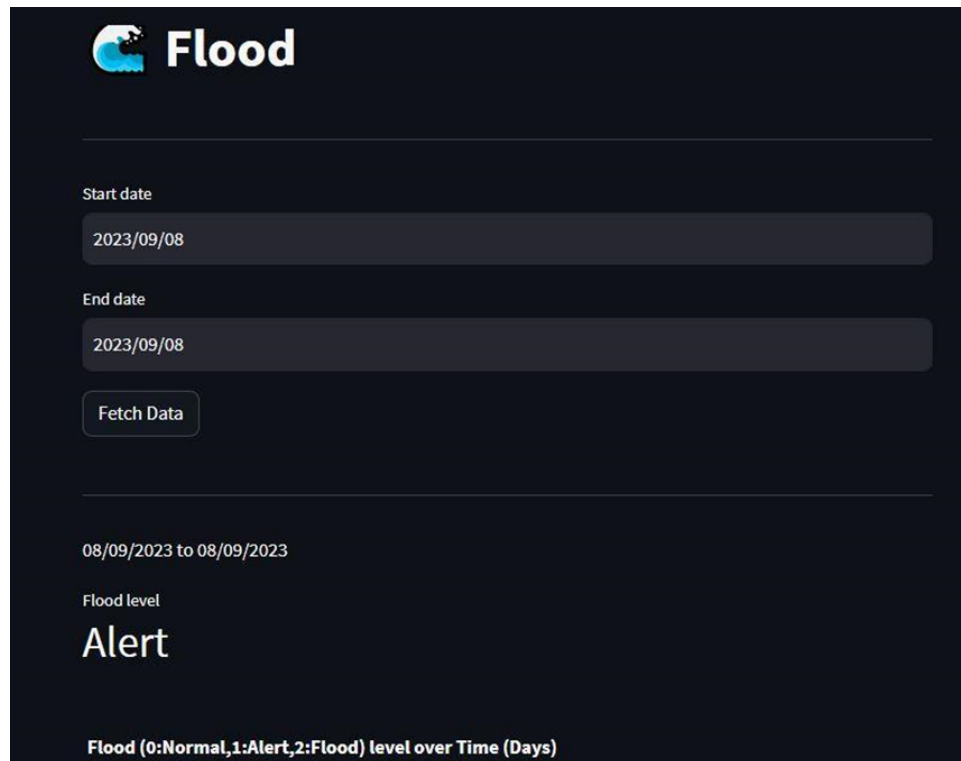 Flood
Start date
2023/09/08
End date
2023/09/08
Fetch Data
08/09/2023 to 08/09/2023
Flood level
Alert
Flood (0:Normal,1:Alert,2:Flood) level over Time (Days)